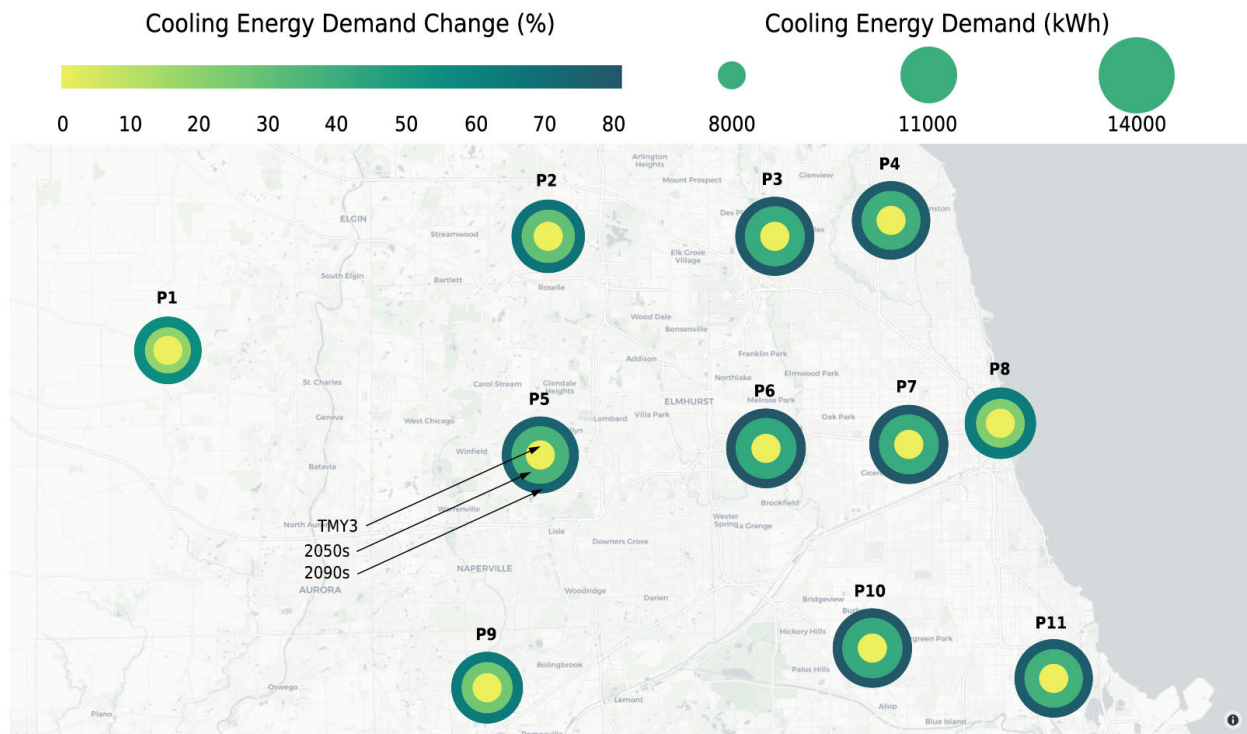 Cooling Energy Demand Change (%)
Cooling Energy Demand (kWh)
0 10 20 30 40 50 60 70 80
8000 11000 14000
Arlington
Heights
Mount Prospect
Glenview
P2
P3
P4
Des
ELGIN
Streamwood
Elk Grove
Village
South Elgin
Bartlett
Roselle
P1
Wood Dale
Bensenville
Franklin Park
Addison
Northlake
Elmwood Park
St. Charles
Carol Stream
Glendale
Heights
P8
P5
P6
P7
ELMHURST
Melrose Park
Geneva
West Chicago
Lombard
Villa Park
Oak Park
Winfield
Batavia
Brookfield
TMY3
North
Lisle
La Grange
2050s
Downers Grove
2090s
NAPERVILLE
AURORA
Woodridge
Darien
P10
Bridgeview
P11
P9
Hickory Hills
Bolingbrook
Palos Hills
Oswego
Lemont
Alsip
Plano
Blue Island